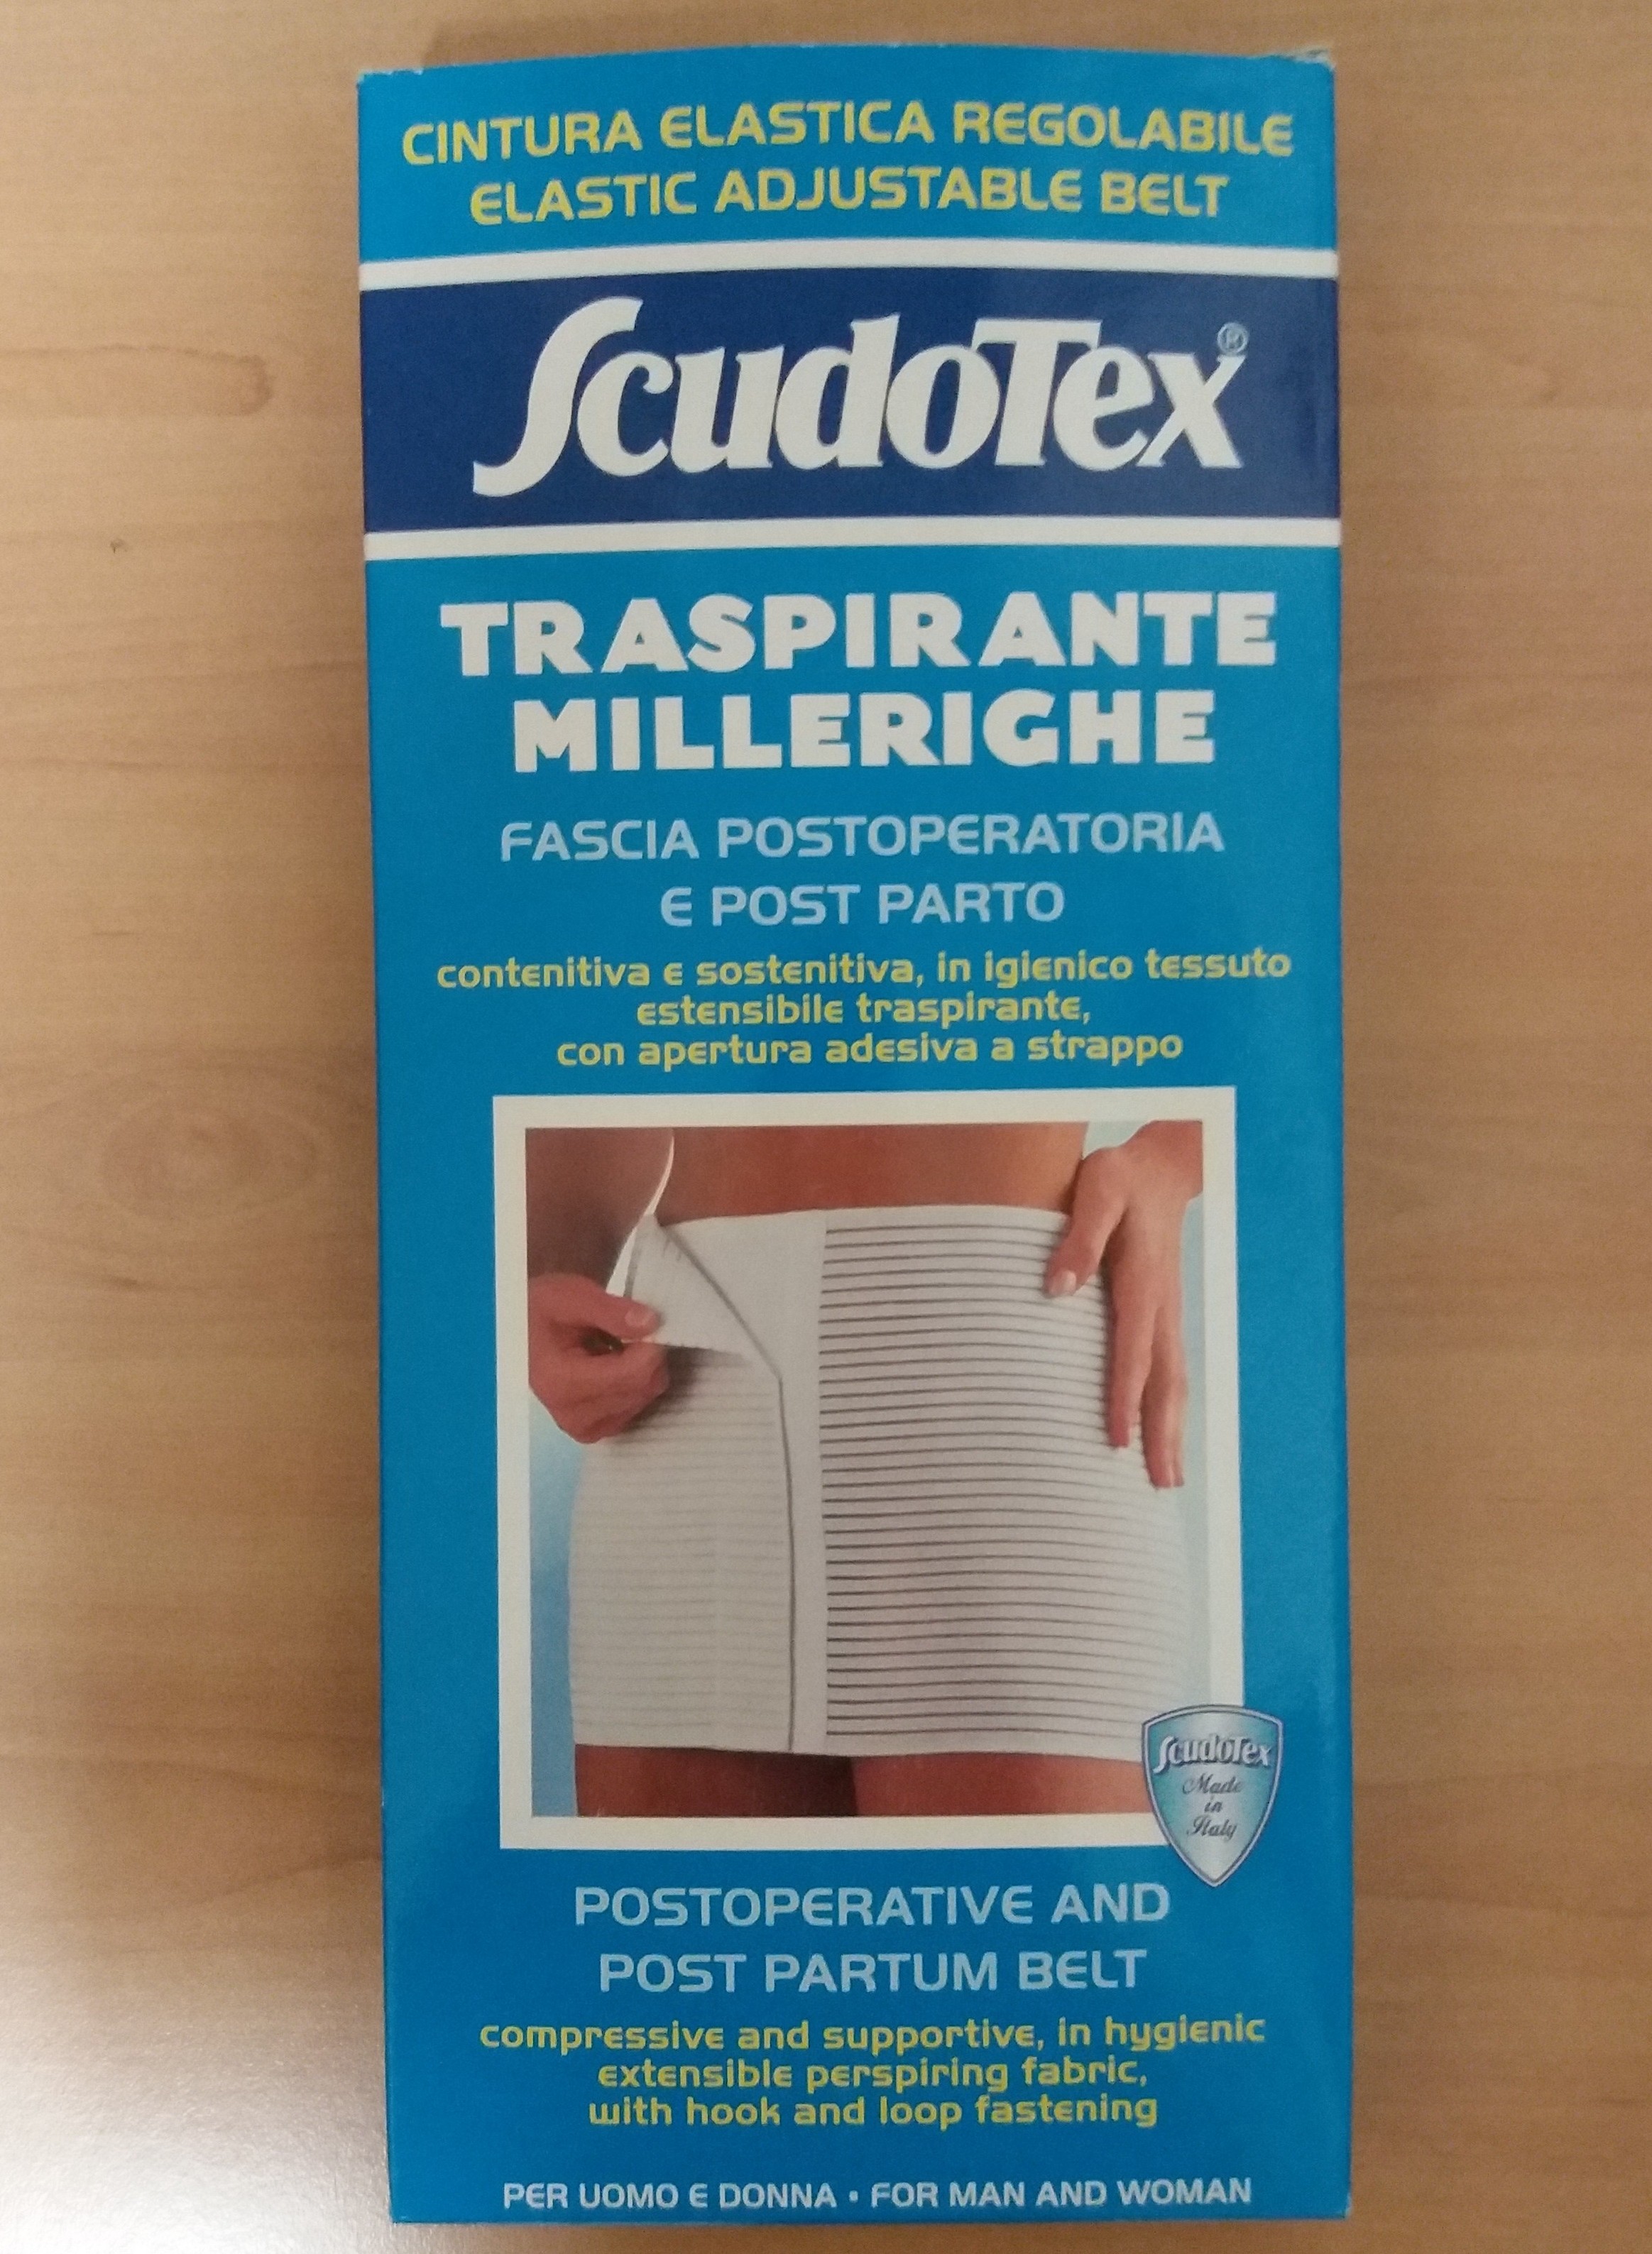 CINTURA ELASTICA REGOLABILE
ELASTIC ADJUSTABLE BELT
ScudoTex®
TRASPIRANTE
MILLERIGHE
FASCIA POSTOPERATORIA
E POST PARTO
contenitiva e sostenitiva, in igienico tessuto
estensibile traspirante,
con apertura adesiva a strappo
ScudoTex
Made
in
Italy
POSTOPERATIVE AND
POST PARTUM BELT
compressive and supportive, in hygienic
extensible perspiring fabric,
with hook and loop fastening
PER UOMO E DONNA • FOR MAN AND WOMAN